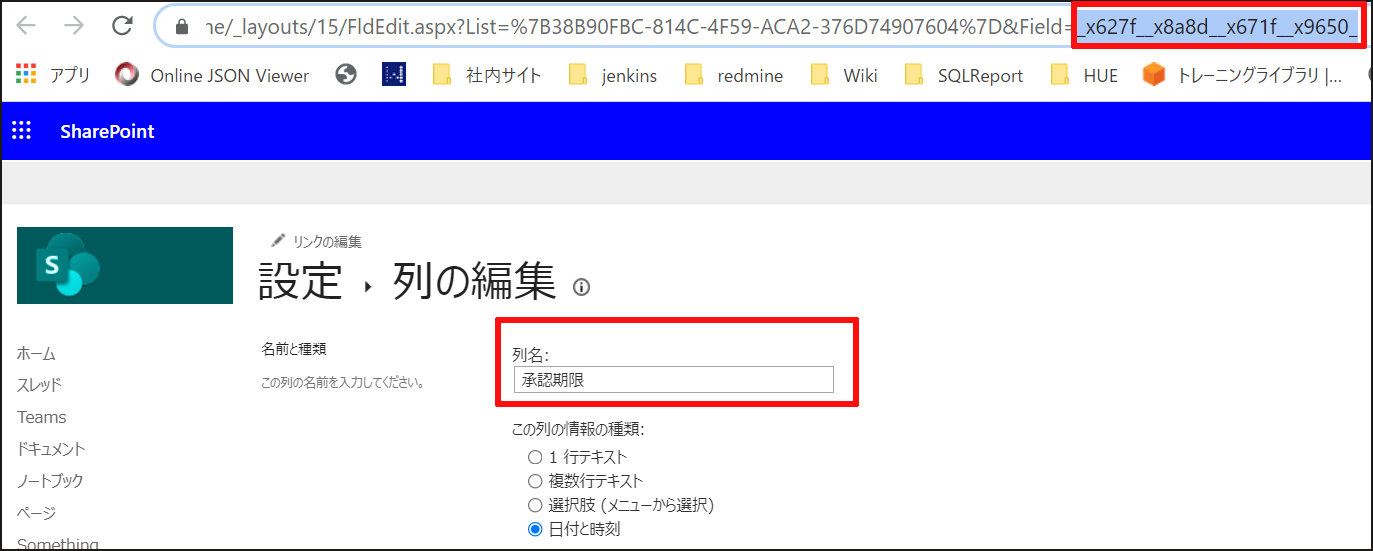 ne/_layouts/15/FldEdit.aspx?List=%7B38B90FBC-814C-4F59-ACA2-376D74907604%7D&Field=_x627f__x8a8d__x671f__x9650_
アプリ Online JSON Viewer 社内サイト jenkins redmine Wiki SQLReport HUE トレーニングライブラリ |...
SharePoint
S
リンクの編集
設定 ▸ 列の編集
名前と種類
この列の名前を入力してください。
列名:
承認期限
この列の情報の種類:
1 行テキスト
複数行テキスト
選択肢 (メニューから選択)
日付と時刻
ホーム
スレッド
Teams
ドキュメント
ノートブック
ページ
Something